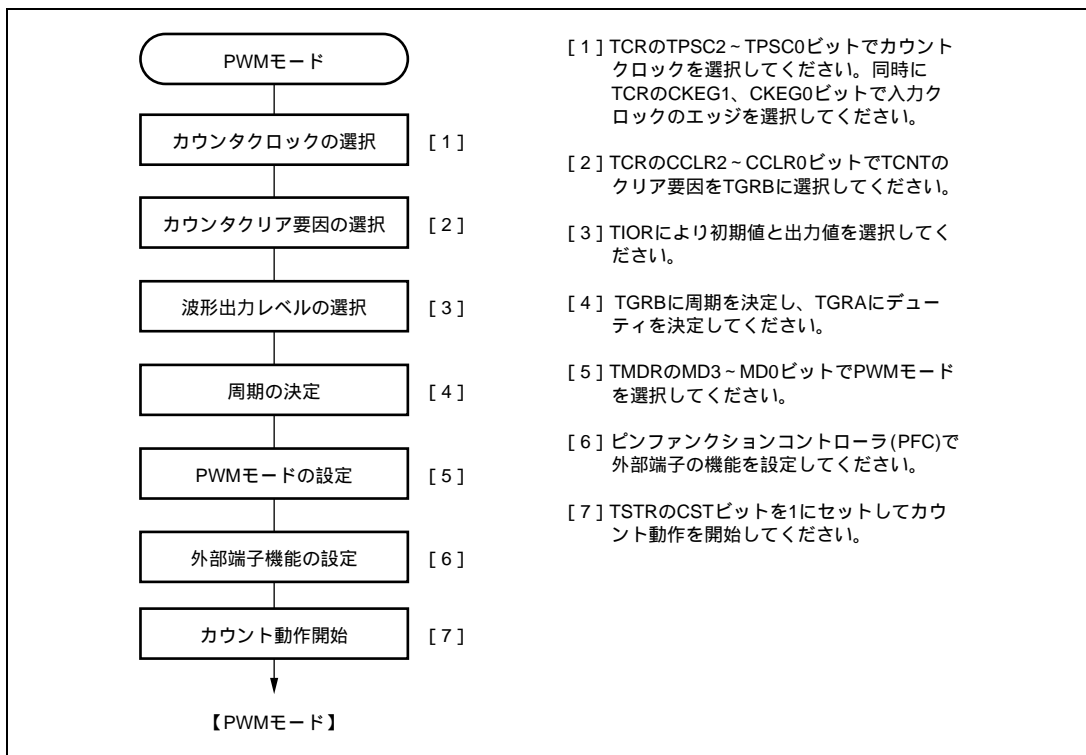 PWMモード
カウンタクロックの選択 [1]
カウンタクリア要因の選択 [2]
波形出力レベルの選択 [3]
周期の決定 [4]
PWMモードの設定 [5]
外部端子機能の設定 [6]
カウント動作開始 [7]
【PWMモード】
[1] TCRのTPSC2~TPSC0ビットでカウント
クロックを選択してください。同時に
TCRのCKEG1、CKEG0ビットで入力ク
ロックのエッジを選択してください。
[2] TCRのCCLR2~CCLR0ビットでTCNTの
クリア要因をTGRBに選択してください。
[3] TIORにより初期値と出力値を選択してく
ださい。
[4] TGRBに周期を決定し、TGRAにデュー
ティを決定してください。
[5] TMDRのMD3~MD0ビットでPWMモード
を選択してください。
[6] ピンファンクションコントローラ(PFC)で
外部端子の機能を設定してください。
[7] TSTRのCSTビットを1にセットしてカウ
ント動作を開始してください。